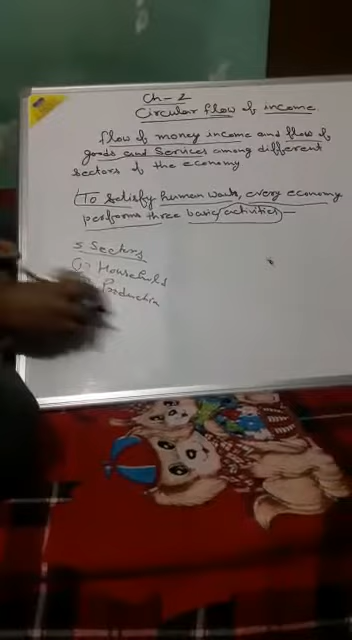 Ch-2
Circular flow of income
flow of money income and flow of
goods and Services among different
sectors of the economy
To satisfy human wants, every economy
performs three basic activities—
5 Sectors
Households
Production